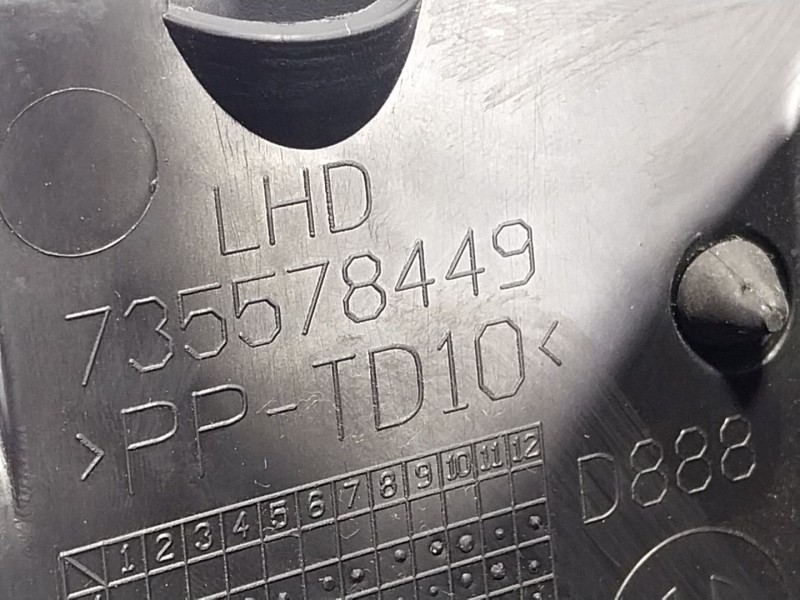 LHD
735578449
>PP-TD10<
D888
1 2 3 4 5 6 7 8 9 10 11 12